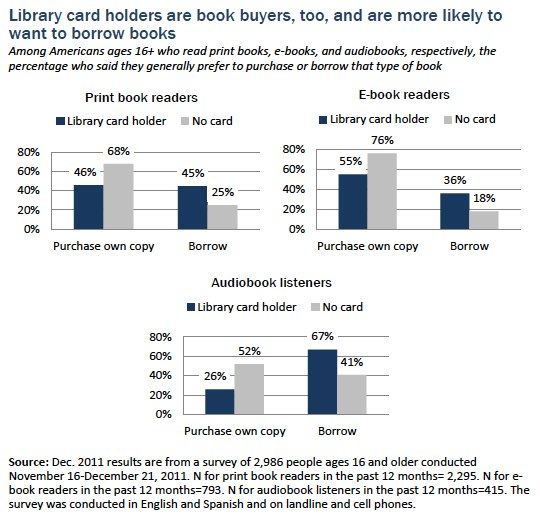 Library card holders are book buyers, too, and are more likely to
want to borrow books
Among Americans ages 16+ who read print books, e-books, and audiobooks, respectively, the
percentage who said they generally prefer to purchase or borrow that type of book
Print book readers
Library card holder No card
80%
60%
40%
20%
0%
46% 68% 45% 25%
Purchase own copy Borrow
E-book readers
Library card holder No card
80%
60%
40%
20%
0%
55% 76% 36% 18%
Purchase own copy Borrow
Audiobook listeners
Library card holder No card
80%
60%
40%
20%
0%
26% 52% 67% 41%
Purchase own copy Borrow
Source: Dec. 2011 results are from a survey of 2,986 people ages 16 and older conducted
November 16-December 21, 2011. N for print book readers in the past 12 months= 2,295. N for e-
book readers in the past 12 months=793. N for audiobook listeners in the past 12 months=415. The
survey was conducted in English and Spanish and on landline and cell phones.